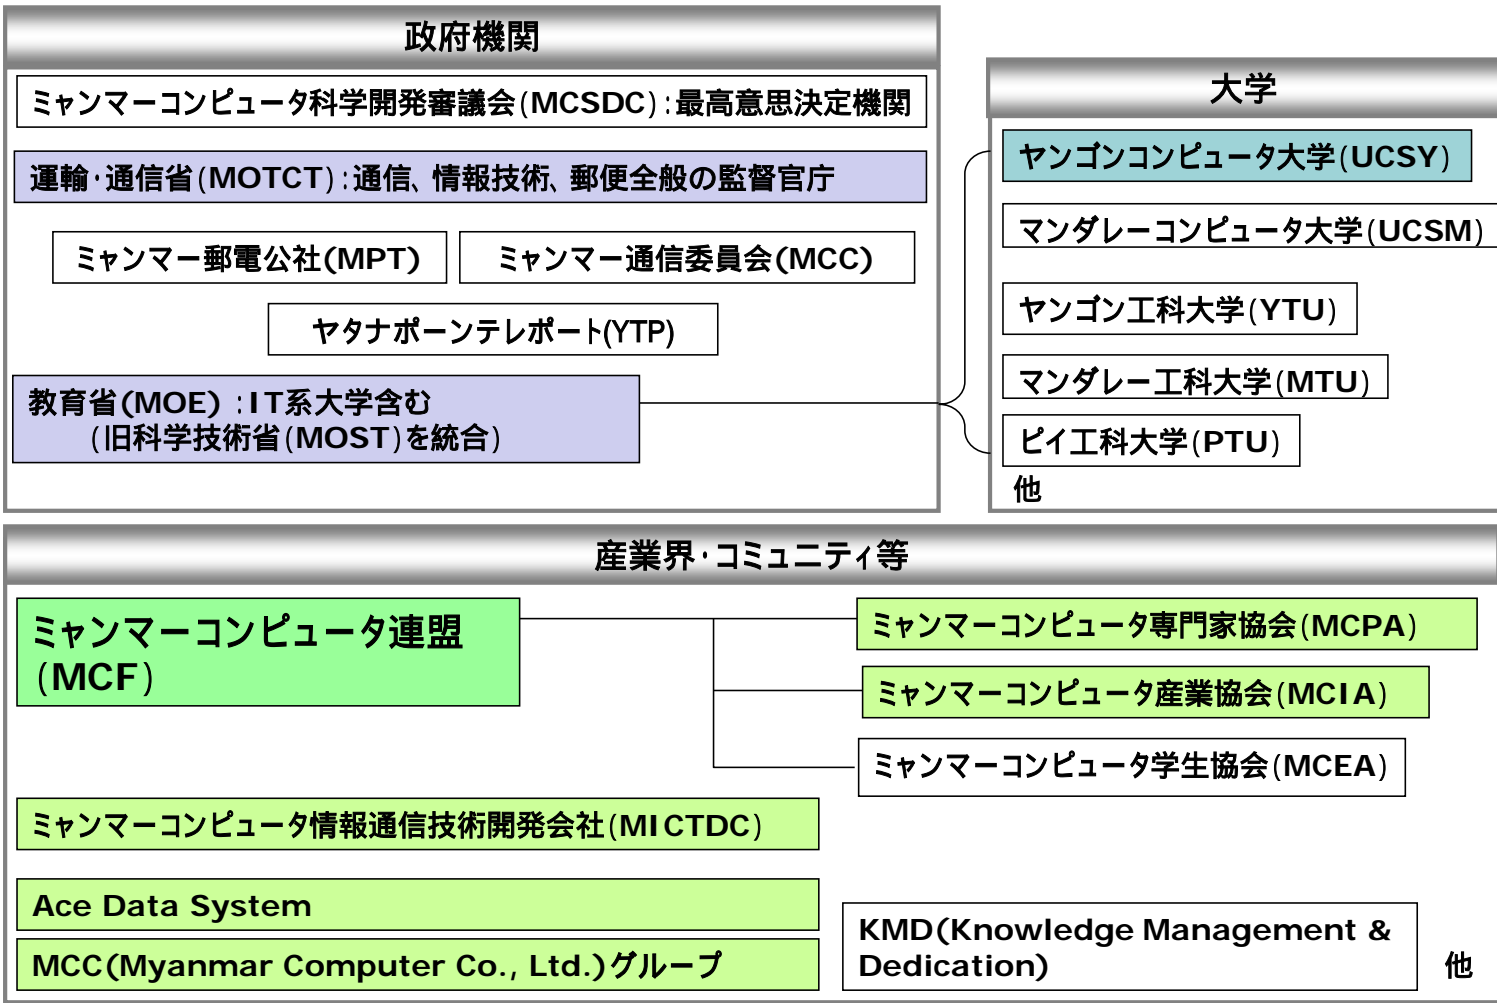 政府機関
ミャンマーコンピュータ科学開発審議会(MCSDC):最高意思決定機関
運輸・通信省(MOTCT):通信、情報技術、郵便全般の監督官庁
ミャンマー郵電公社(MPT)
ミャンマー通信委員会(MCC)
ヤタナポーンテレポート(YTP)
教育省(MOE) :IT系大学含む
(旧科学技術省(MOST)を統合)
大学
ヤンゴンコンピュータ大学(UCSY)
マンダレーコンピュータ大学(UCSM)
ヤンゴン工科大学(YTU)
マンダレー工科大学(MTU)
ピイ工科大学(PTU)
他
産業界・コミュニティ等
ミャンマーコンピュータ連盟
(MCF)
ミャンマーコンピュータ専門家協会(MCPA)
ミャンマーコンピュータ産業協会(MCIA)
ミャンマーコンピュータ学生協会(MCEA)
ミャンマーコンピュータ情報通信技術開発会社(MICTDC)
Ace Data System
MCC(Myanmar Computer Co., Ltd.)グループ
KMD(Knowledge Management &
Dedication)
他